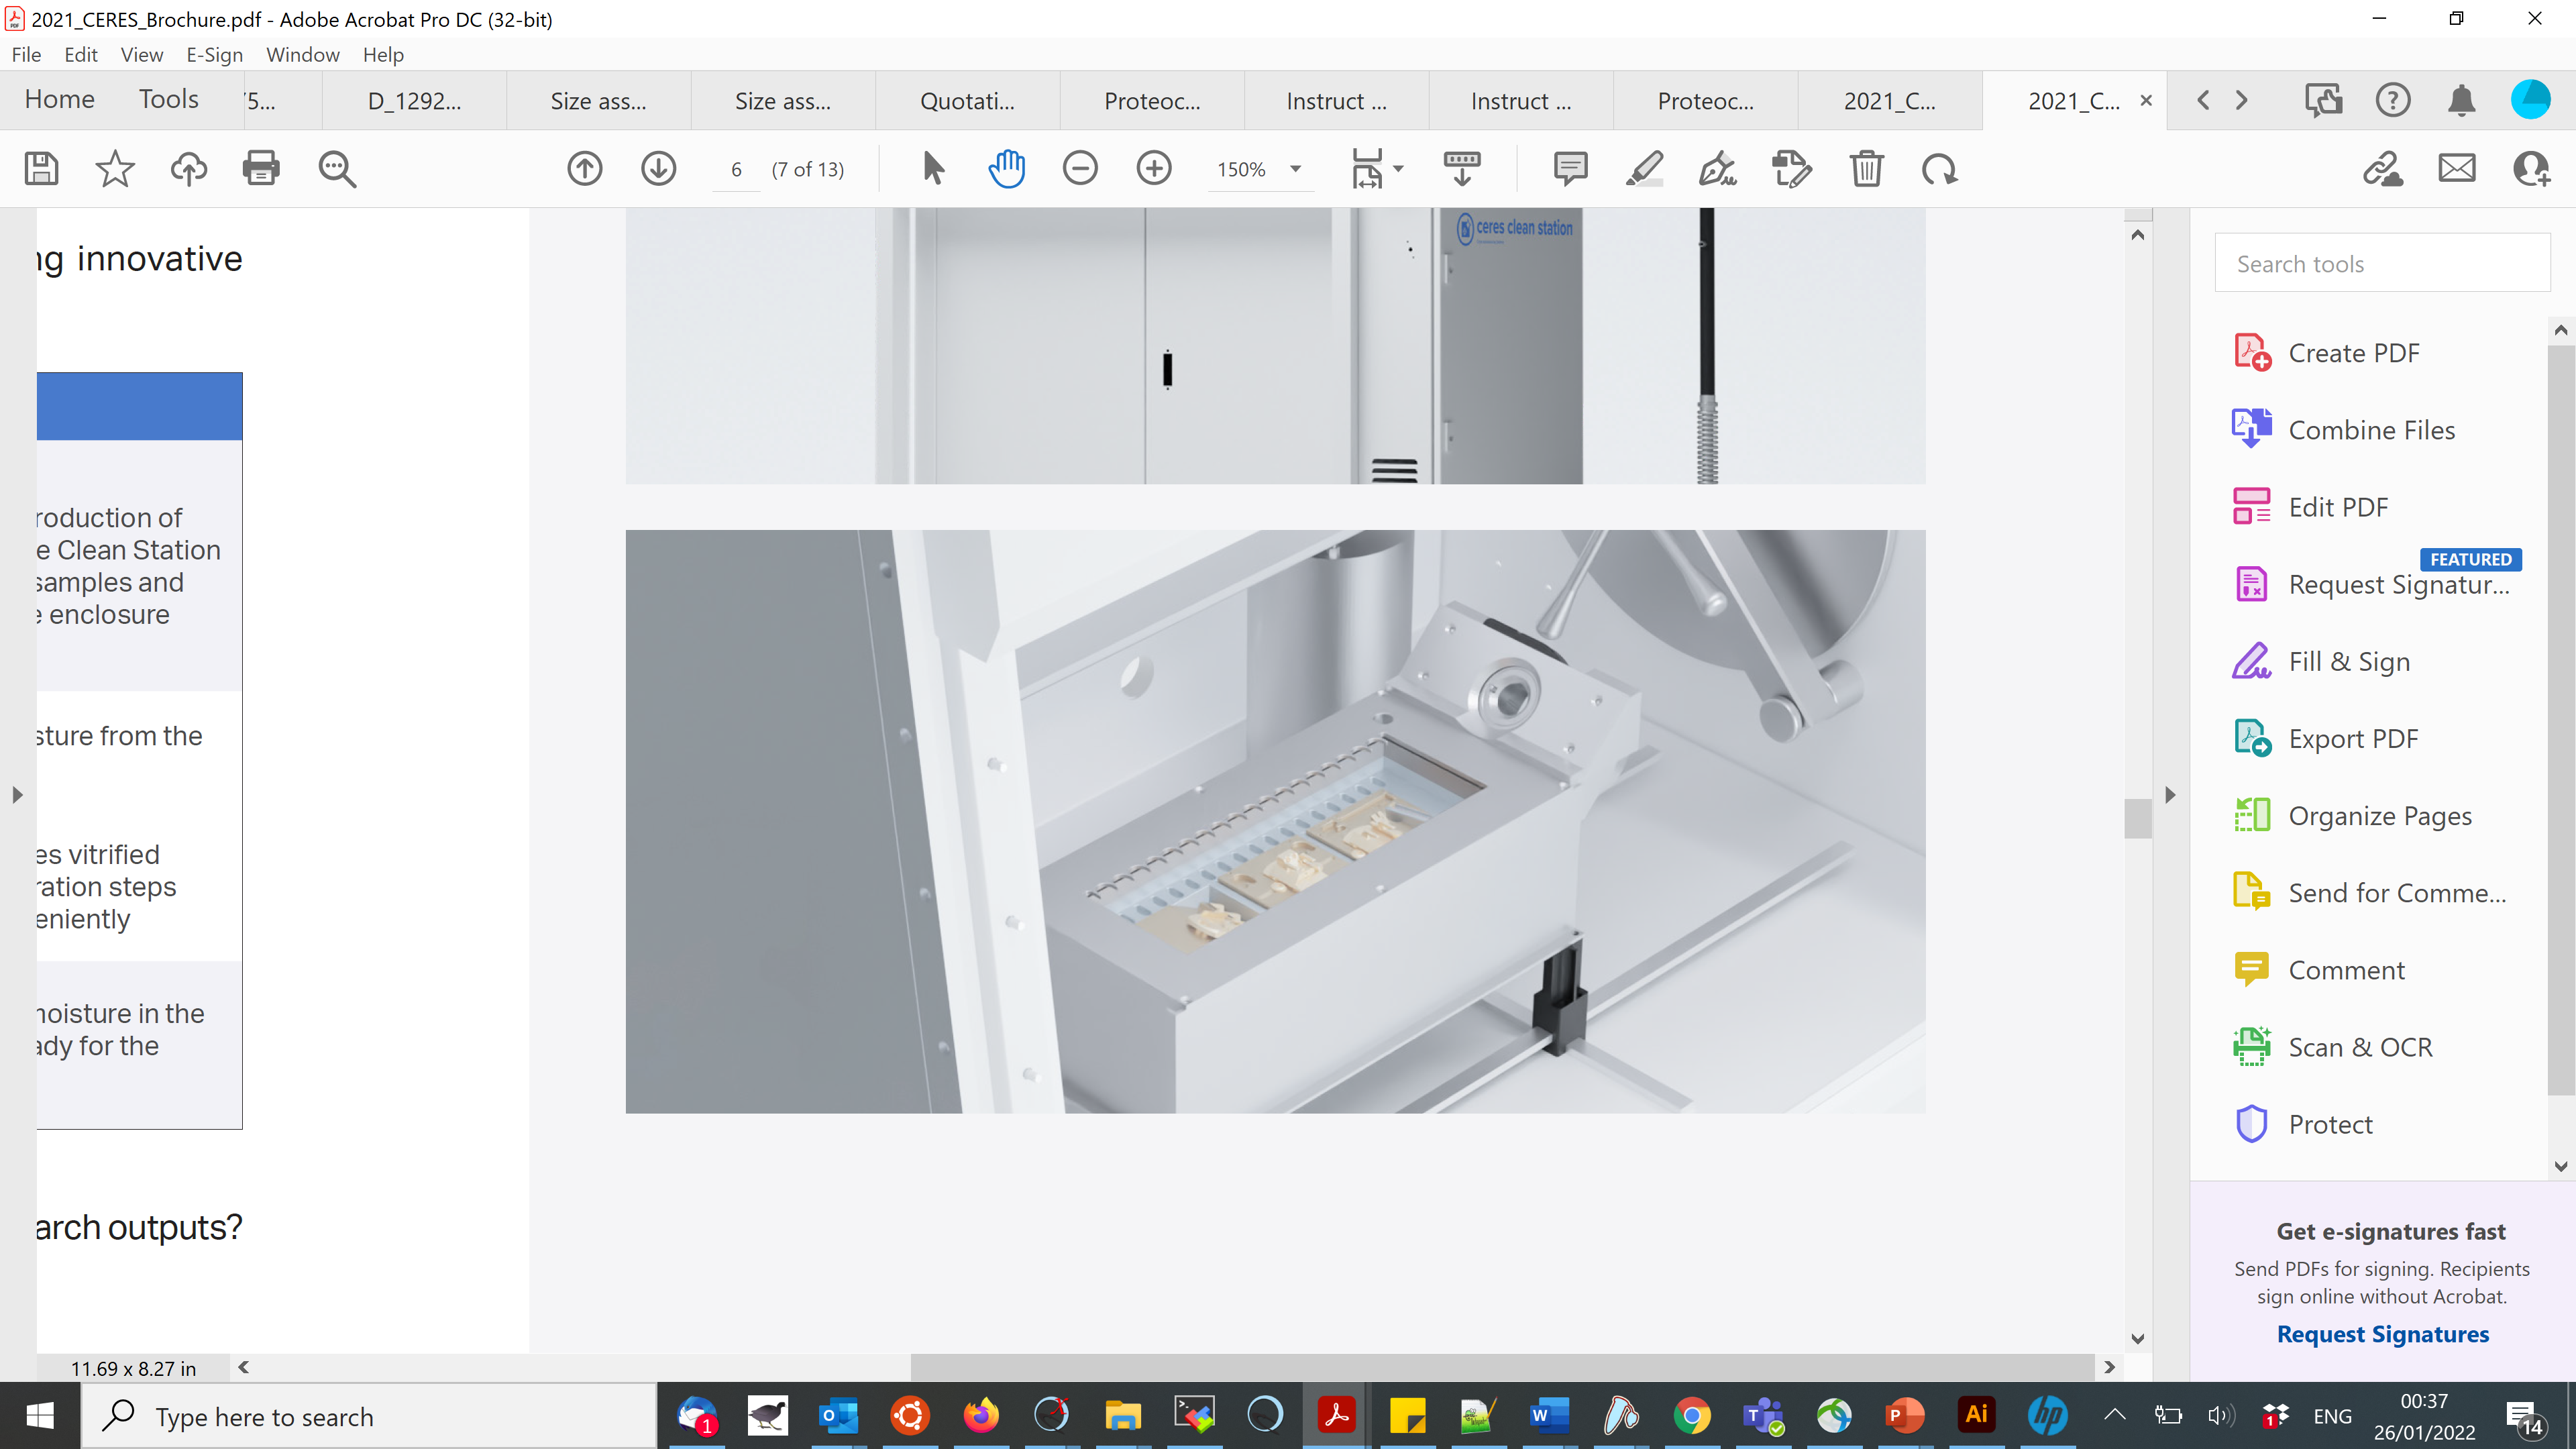 2021_CERES_Brochure.pdf - Adobe Acrobat Pro DC (32-bit)
File Edit View E-Sign Window Help
Home Tools '5... D_1292... Size ass... Size ass... Quotati... Proteoc... Instruct ... Instruct ... Proteoc... 2021_C... 2021_C...
6 (7 of 13) 150%
ng innovative
roduction of
e Clean Station
samples and
e enclosure
sture from the
es vitrified
ration steps
eniently
moisture in the
ady for the
arch outputs?
ceres clean station
11.69 x 8.27 in
Search tools
Create PDF
Combine Files
Edit PDF
FEATURED
Request Signatur...
Fill & Sign
Export PDF
Organize Pages
Send for Comme...
Comment
Scan & OCR
Protect
Get e-signatures fast
Send PDFs for signing. Recipients
sign online without Acrobat.
Request Signatures
Type here to search
1
1
ENG
00:37
26/01/2022
14